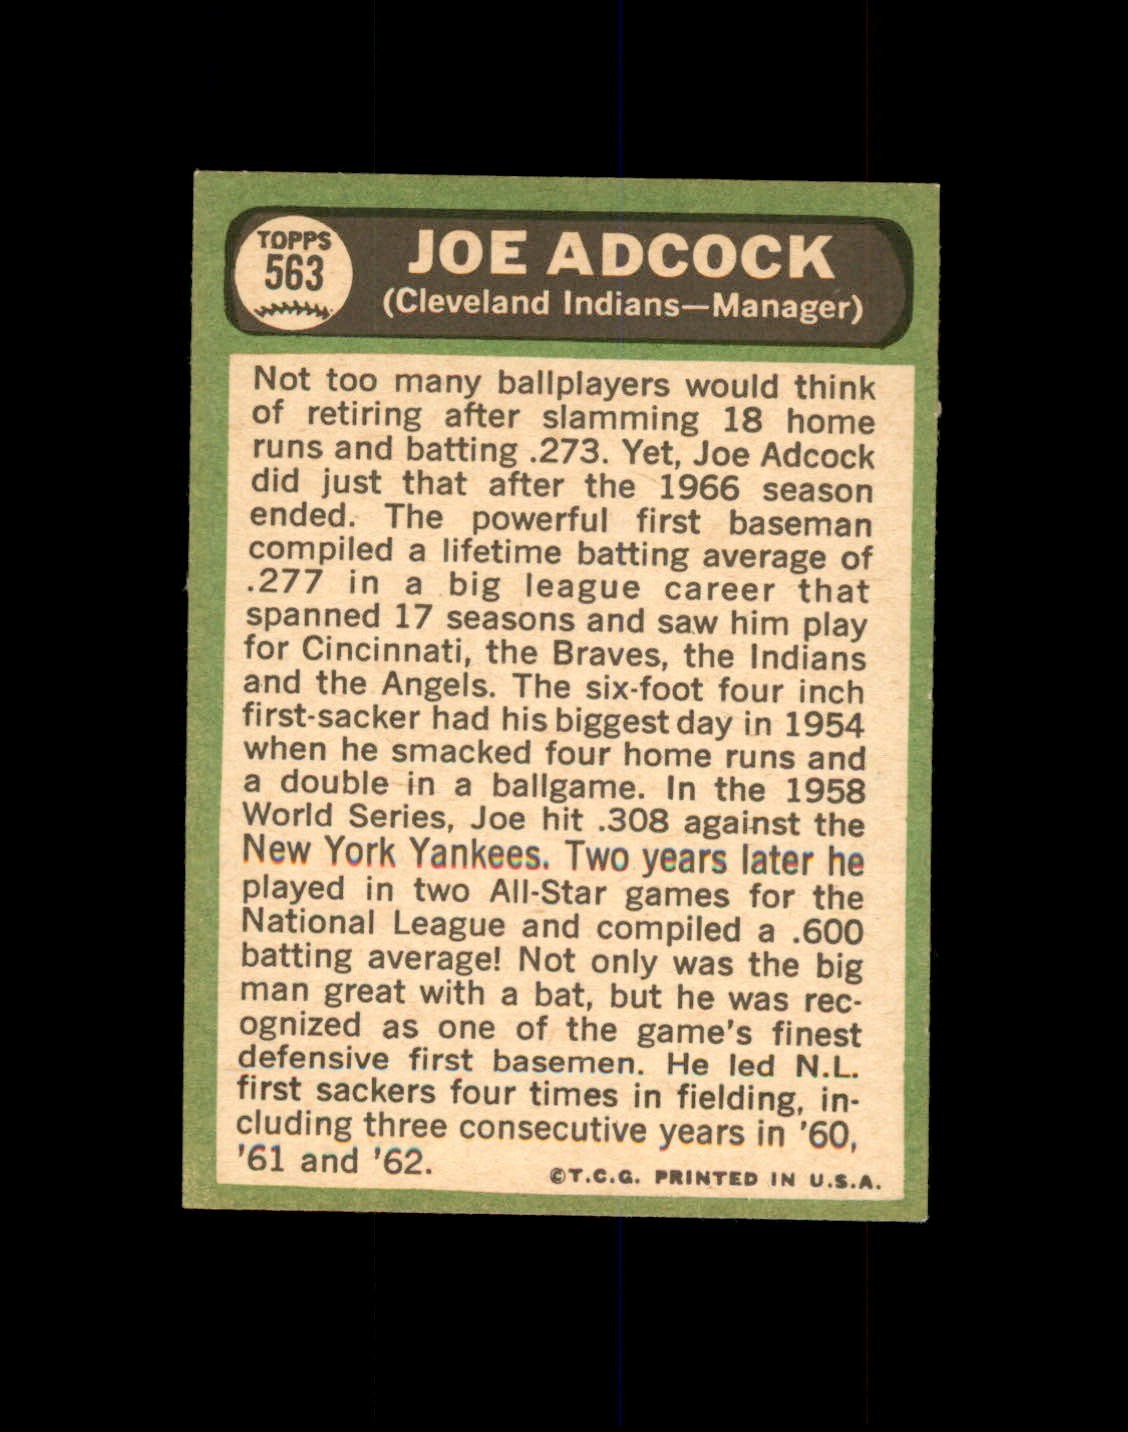 TOPPS
563
JOE ADCOCK
(Cleveland Indians—Manager)
Not too many ballplayers would think
of retiring after slamming 18 home
runs and batting .273. Yet, Joe Adcock
did just that after the 1966 season
ended. The powerful first baseman
compiled a lifetime batting average of
.277 in a big league career that
spanned 17 seasons and saw him play
for Cincinnati, the Braves, the Indians
and the Angels. The six-foot four inch
first-sacker had his biggest day in 1954
when he smacked four home runs and
a double in a ballgame. In the 1958
World Series, Joe hit .308 against the
New York Yankees. Two years later he
played in two All-Star games for the
National League and compiled a .600
batting average! Not only was the big
man great with a bat, but he was rec-
ognized as one of the game's finest
defensive first basemen. He led N.L.
first sackers four times in fielding, in-
cluding three consecutive years in '60,
'61 and '62.
©T.C.G. PRINTED IN U.S.A.